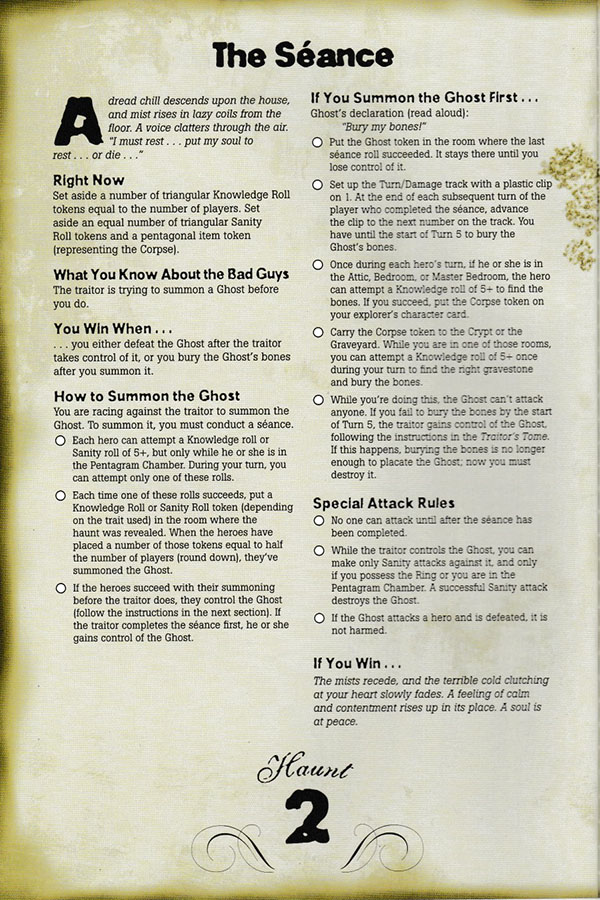 The Séance
A dread chill descends upon the house,
and mist rises in lazy coils from the
floor. A voice clatters through the air.
"I must rest . . . put my soul to
rest . . . or die . . ."
Right Now
Set aside a number of triangular Knowledge Roll
tokens equal to the number of players. Set
aside an equal number of triangular Sanity
Roll tokens and a pentagonal item token
(representing the Corpse).
What You Know About the Bad Guys
The traitor is trying to summon a Ghost before
you do.
You Win When . . .
. . . you either defeat the Ghost after the traitor
takes control of it, or you bury the Ghost's bones
after you summon it.
How to Summon the Ghost
You are racing against the traitor to summon the
Ghost. To summon it, you must conduct a séance.
Each hero can attempt a Knowledge roll or
Sanity roll of 5+, but only while he or she is in
the Pentagram Chamber. During your turn, you
can attempt only one of these rolls.
Each time one of these rolls succeeds, put a
Knowledge Roll or Sanity Roll token (depending
on the trait used) in the room where the
haunt was revealed. When the heroes have
placed a number of those tokens equal to half
the number of players (round down), they've
summoned the Ghost.
If the heroes succeed with their summoning
before the traitor does, they control the Ghost
(follow the instructions in the next section). If
the traitor completes the séance first, he or she
gains control of the Ghost.
If You Summon the Ghost First . . .
Ghost's declaration (read aloud):
"Bury my bones!"
Put the Ghost token in the room where the last
séance roll succeeded. It stays there until you
lose control of it.
Set up the Turn/Damage track with a plastic clip
on 1. At the end of each subsequent turn of the
player who completed the séance, advance
the clip to the next number on the track. You
have until the start of Turn 5 to bury the
Ghost's bones.
Once during each hero's turn, if he or she is in
the Attic, Bedroom, or Master Bedroom, the hero
can attempt a Knowledge roll of 5+ to find the
bones. If you succeed, put the Corpse token on
your explorer's character card.
Carry the Corpse token to the Crypt or the
Graveyard. While you are in one of those rooms,
you can attempt a Knowledge roll of 5+ once
during your turn to find the right gravestone
and bury the bones.
While you're doing this, the Ghost can't attack
anyone. If you fail to bury the bones by the start
of Turn 5, the traitor gains control of the Ghost,
following the instructions in the Traitor's Tome.
If this happens, burying the bones is no longer
enough to placate the Ghost; now you must
destroy it.
Special Attack Rules
No one can attack until after the séance has
been completed.
While the traitor controls the Ghost, you can
make only Sanity attacks against it, and only
if you possess the Ring or you are in the
Pentagram Chamber. A successful Sanity attack
destroys the Ghost.
If the Ghost attacks a hero and is defeated, it is
not harmed.
If You Win . . .
The mists recede, and the terrible cold clutching
at your heart slowly fades. A feeling of calm
and contentment rises up in its place. A soul is
at peace.
Haunt
2